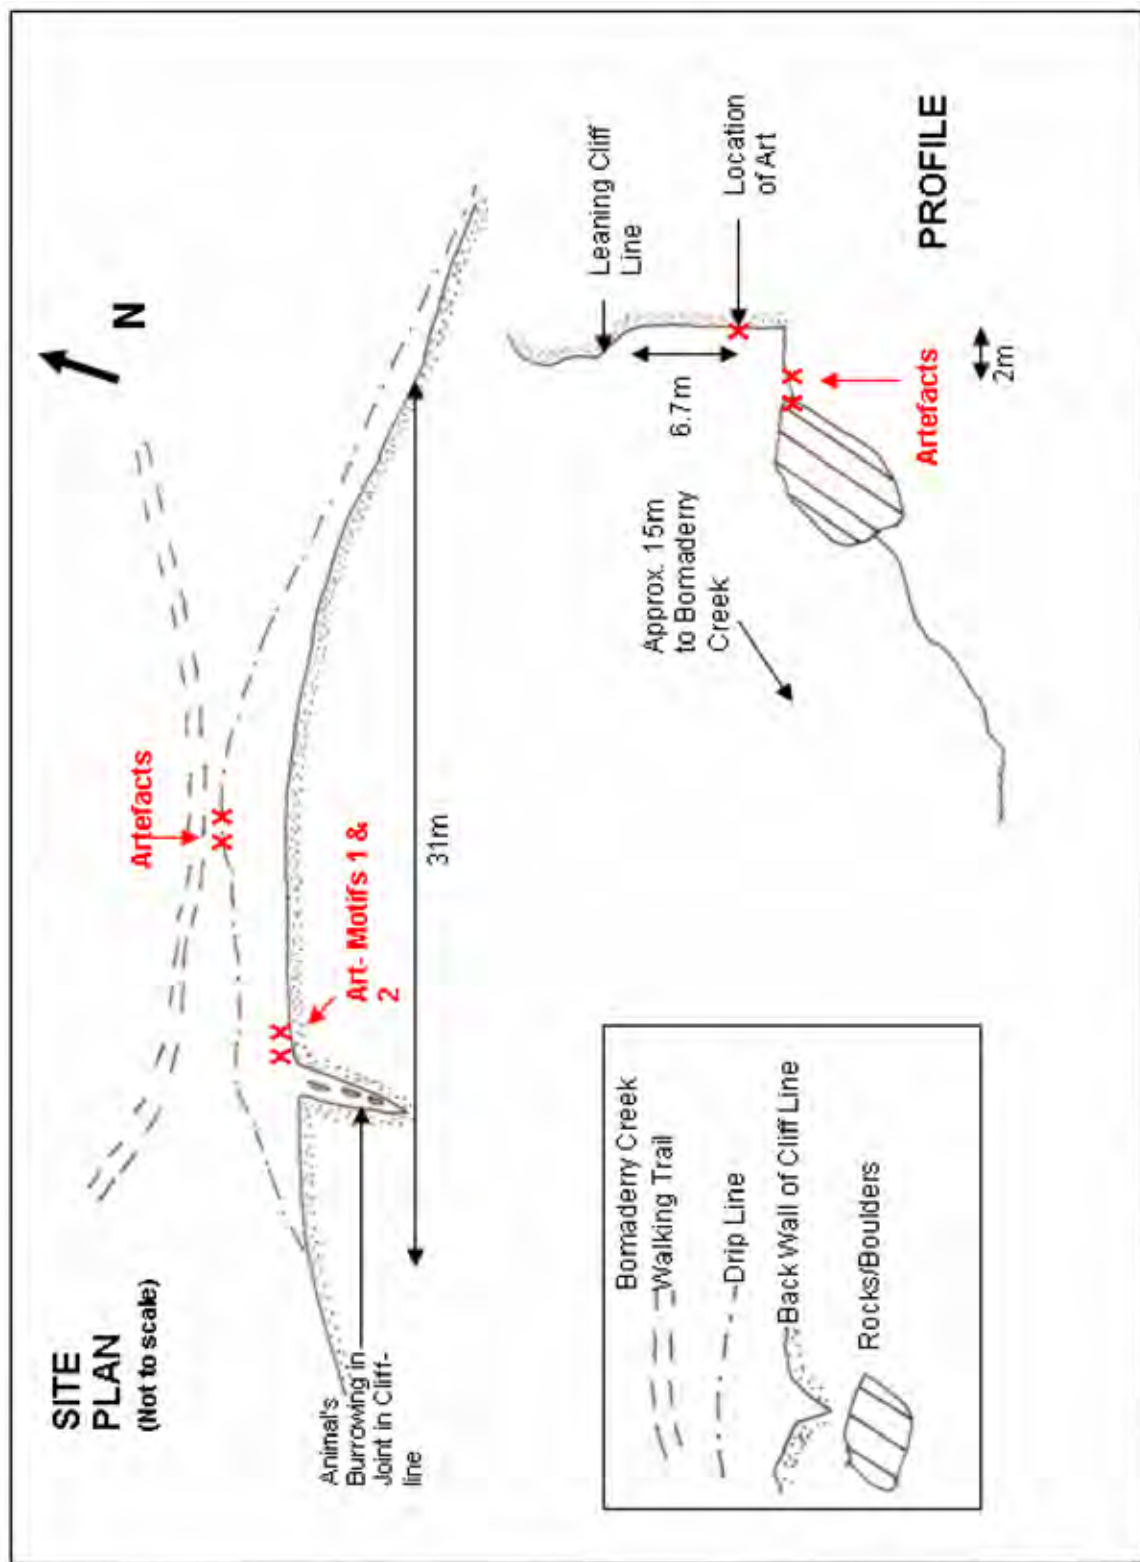 SITE
PLAN
(Not to scale)
N
Artefacts
Art- Motifs 1 &
2
31m
Animal's
Burrowing in
Joint in Cliff-
line
Leaning Cliff
Line
Location
of Art
6.7m
Approx. 15m
to Bomaderry
Creek
Artefacts
2m
PROFILE
Bomaderry Creek
Walking Trail
Drip Line
Back Wall of Cliff Line
Rocks/Boulders